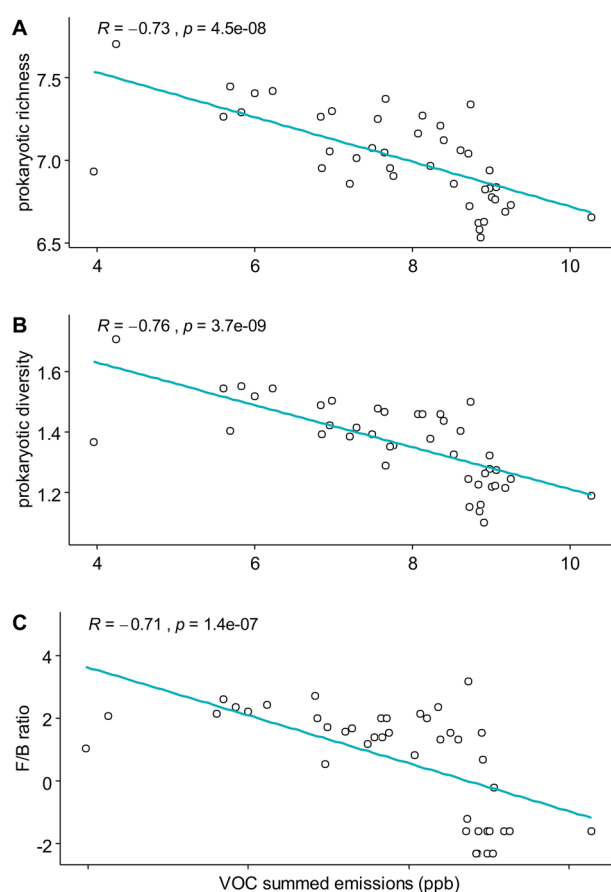 A
R = −0.73 , p = 4.5e-08
prokaryotic richness
7.5
7.0
6.5
4 6 8 10
B
R = −0.76 , p = 3.7e-09
prokaryotic diversity
1.6
1.4
1.2
4 6 8 10
C
R = −0.71 , p = 1.4e-07
F/B ratio
4
2
0
-2
VOC summed emissions (ppb)